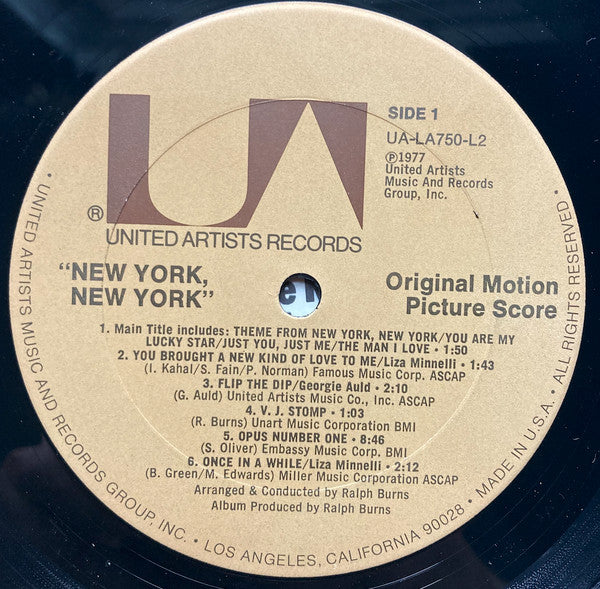 UA
SIDE 1
UA-LA750-L2
℗1977
United Artists
Music And Records
Group, Inc.
®
UNITED ARTISTS RECORDS
"NEW YORK,
NEW YORK"
Original Motion
Picture Score
1. Main Title includes: THEME FROM NEW YORK, NEW YORK/YOU ARE MY
LUCKY STAR/JUST YOU, JUST ME/THE MAN I LOVE • 1:50
2. YOU BROUGHT A NEW KIND OF LOVE TO ME/Liza Minnelli • 1:43
(I. Kahal/S. Fain/P. Norman) Famous Music Corp. ASCAP
3. FLIP THE DIP/Georgie Auld • 2:10
(G. Auld) United Artists Music Co., Inc. ASCAP
4. V. J. STOMP • 1:03
(R. Burns) Unart Music Corporation BMI
5. OPUS NUMBER ONE • 8:46
(S. Oliver) Embassy Music Corp. BMI
6. ONCE IN A WHILE/Liza Minnelli • 2:12
(B. Green/M. Edwards) Miller Music Corporation ASCAP
Arranged & Conducted by Ralph Burns
Album Produced by Ralph Burns
• UNITED ARTISTS MUSIC AND RECORDS GROUP, INC. • LOS ANGELES, CALIFORNIA 90028 • MADE IN U.S.A. • ALL RIGHTS RESERVED •